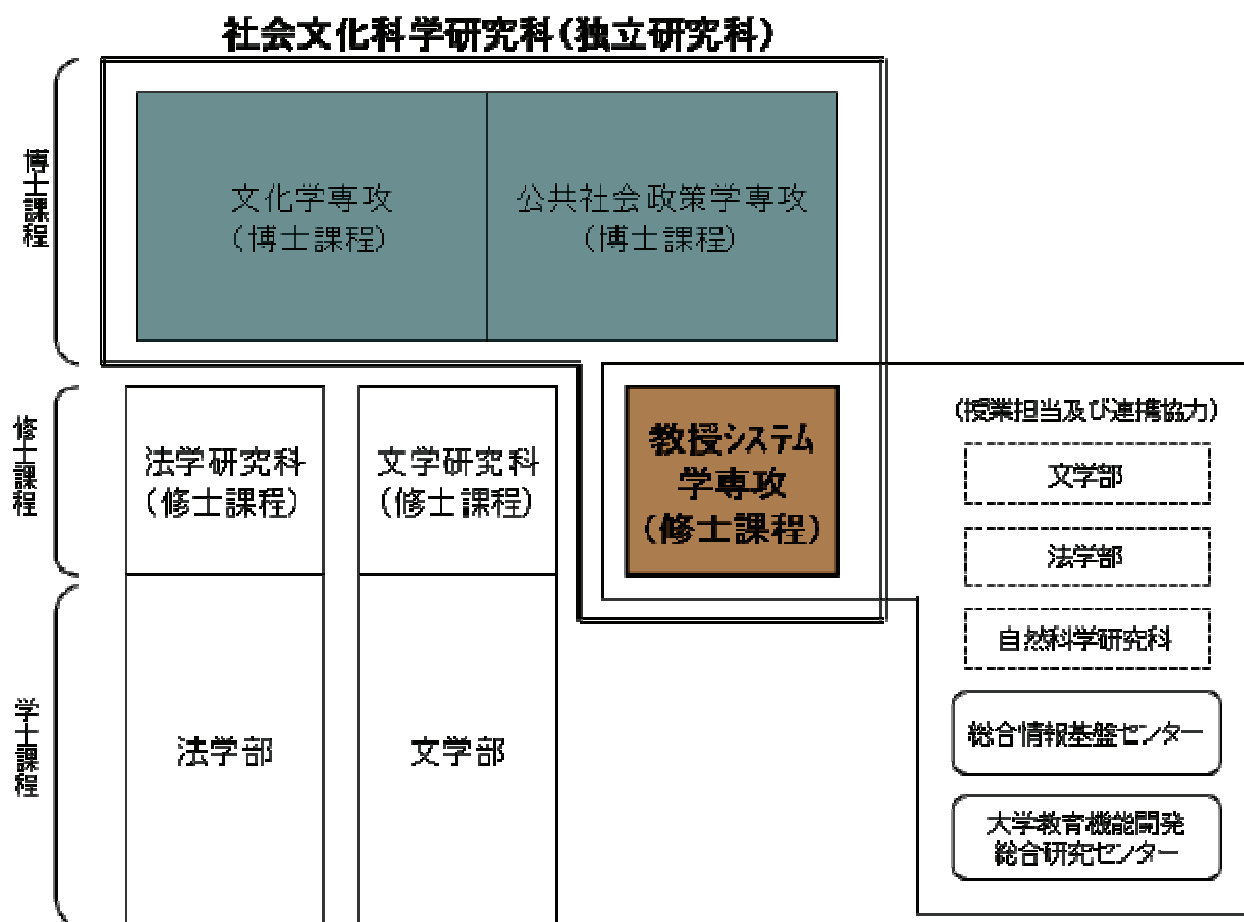 社会文化科学研究科(独立研究科)
博士課程
文化学専攻
(博士課程)
公共社会政策学専攻
(博士課程)
修士課程
法学研究科
(修士課程)
文学研究科
(修士課程)
教授システム
学専攻
(修士課程)
(授業担当及び連携協力)
文学部
法学部
自然科学研究科
総合情報基盤センター
大学教育機能開発
総合研究センター
学士課程
法学部
文学部